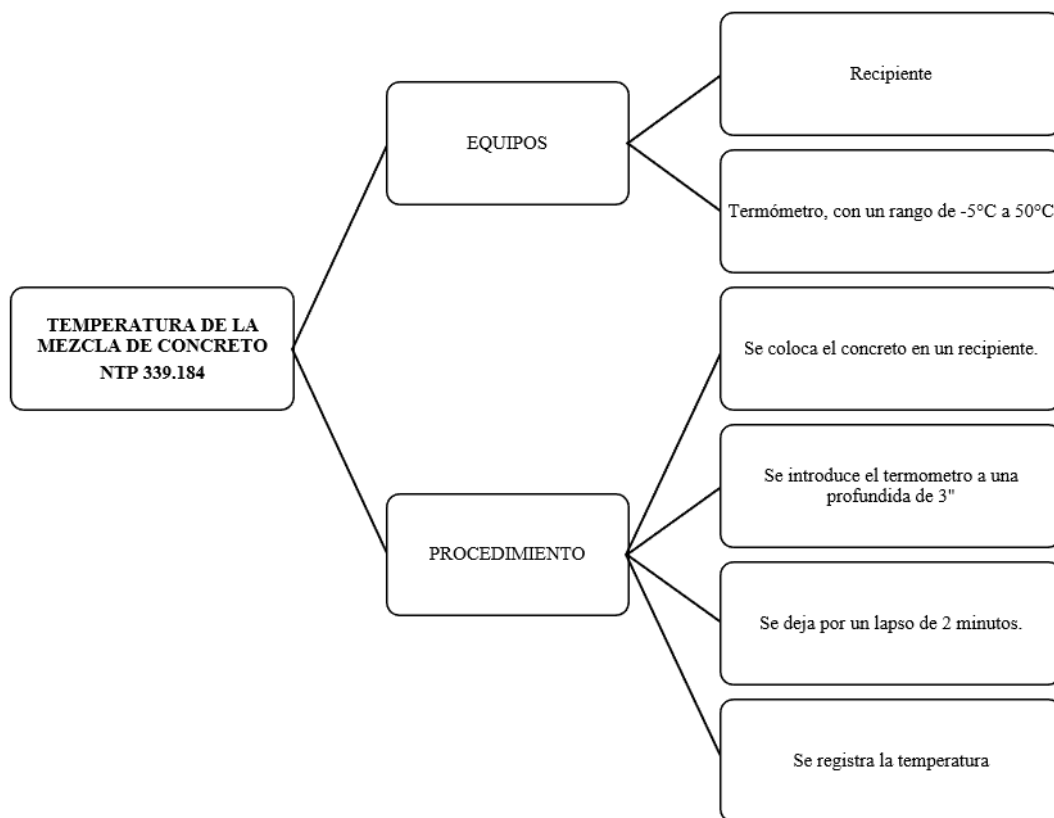 TEMPERATURA DE LA
MEZCLA DE CONCRETO
NTP 339.184
EQUIPOS
Recipiente
Termómetro, con un rango de -5°C a 50°C
PROCEDIMIENTO
Se coloca el concreto en un recipiente.
Se introduce el termometro a una
profundida de 3"
Se deja por un lapso de 2 minutos.
Se registra la temperatura